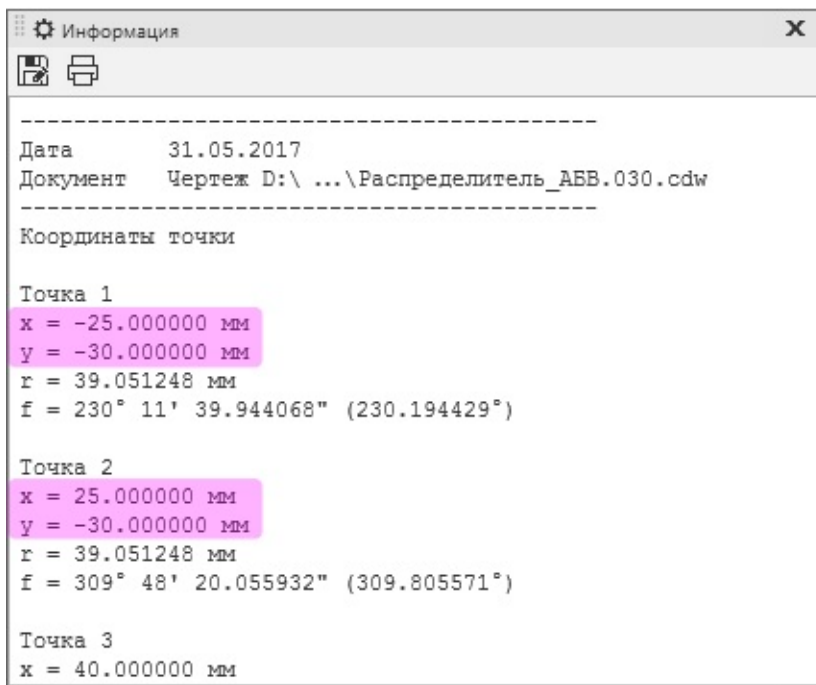 Информация
-------------------------------------------
Дата 31.05.2017
Документ Чертеж D:\ ...\Распределитель_АБВ.030.cdw
-------------------------------------------
Координаты точки
Точка 1
x = -25.000000 мм
y = -30.000000 мм
r = 39.051248 мм
f = 230° 11' 39.944068" (230.194429°)
Точка 2
x = 25.000000 мм
y = -30.000000 мм
r = 39.051248 мм
f = 309° 48' 20.055932" (309.805571°)
Точка 3
x = 40.000000 мм